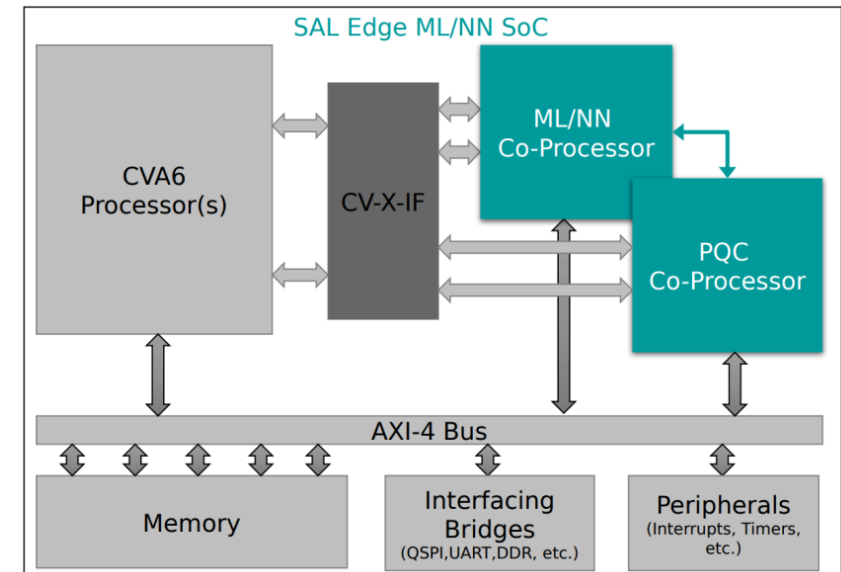 SAL Edge ML/NN SoC
CVA6
Processor(s)
CV-X-IF
ML/NN
Co-Processor
PQC
Co-Processor
AXI-4 Bus
Memory
Interfacing
Bridges
(QSPI,UART,DDR, etc.)
Peripherals
(Interrupts, Timers,
etc.)